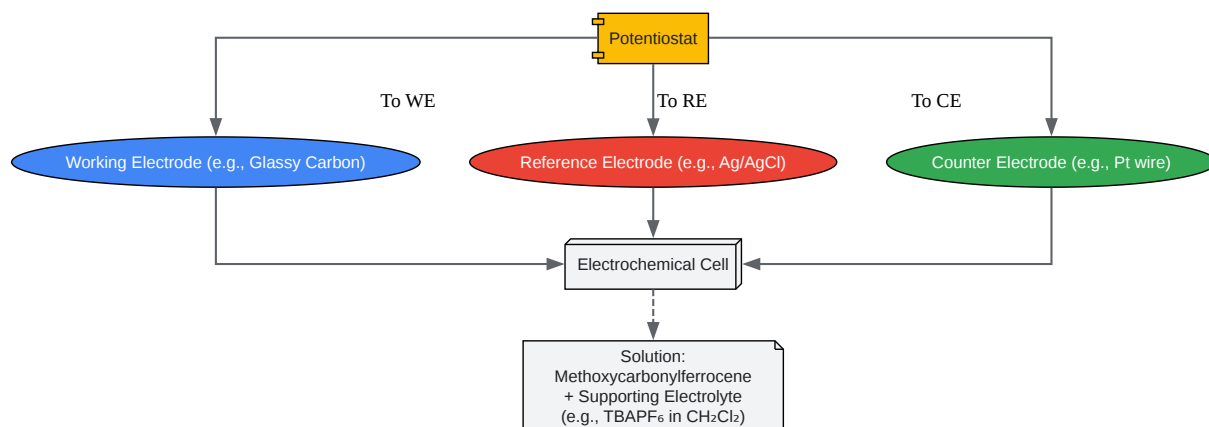 Potentiostat
To WE
To RE
To CE
Working Electrode (e.g., Glassy Carbon)
Reference Electrode (e.g., Ag/AgCl)
Counter Electrode (e.g., Pt wire)
Electrochemical Cell
Solution:
Methoxycarbonylferrocene
+ Supporting Electrolyte
(e.g., TBAPF₆ in CH₂Cl₂)